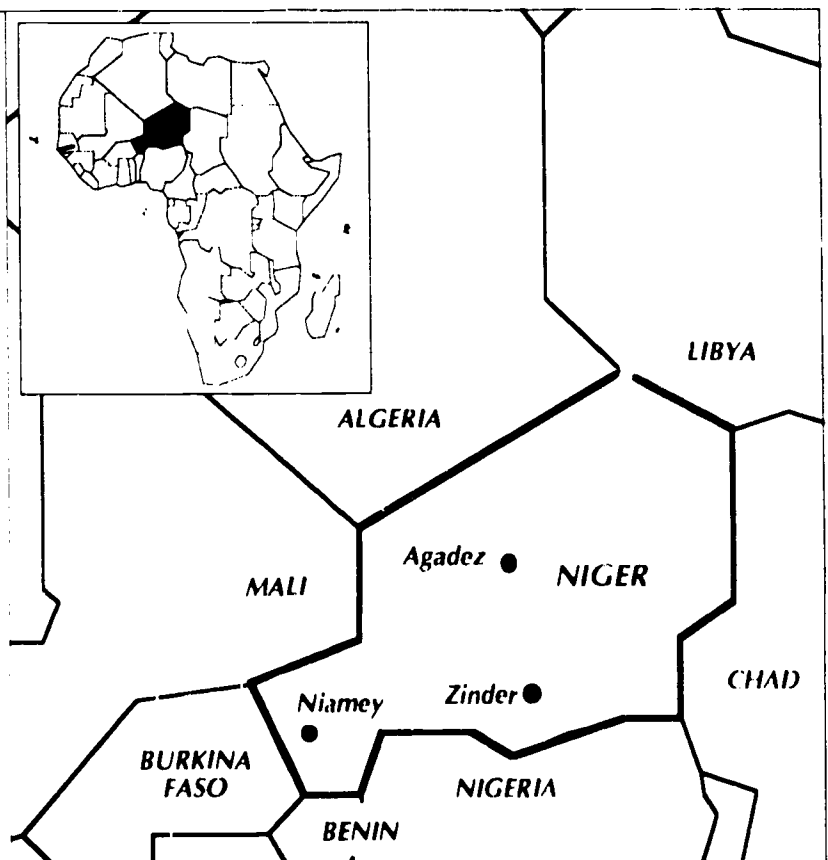 LIBYA
ALGERIA
Agadez
NIGER
MALI
CHAD
Zinder
Niamey
BURKINA
FASO
NIGERIA
BENIN